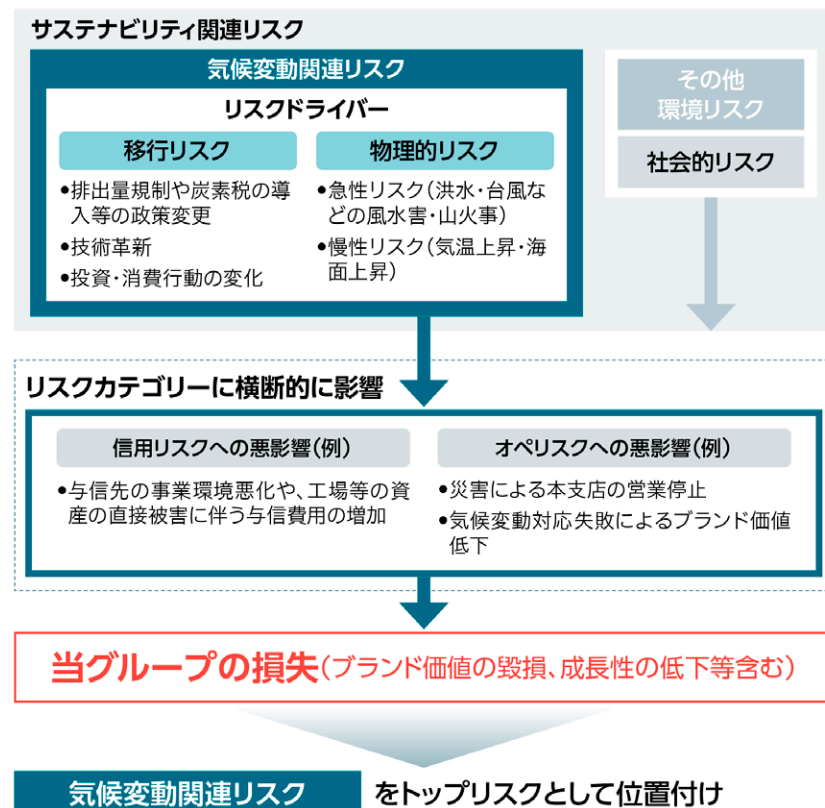 サステナビリティ関連リスク
気候変動関連リスク
リスクドライバー
移行リスク
•排出量規制や炭素税の導
入等の政策変更
•技術革新
•投資・消費行動の変化
物理的リスク
•急性リスク(洪水・台風な
どの風水害・山火事)
•慢性リスク(気温上昇・海
面上昇)
その他
環境リスク
社会的リスク
リスクカテゴリーに横断的に影響
信用リスクへの悪影響(例)
•与信先の事業環境悪化や、工場等の資
産の直接被害に伴う与信費用の増加
オペリスクへの悪影響(例)
•災害による本支店の営業停止
•気候変動対応失敗によるブランド価値
低下
当グループの損失(ブランド価値の毀損、成長性の低下等含む)
気候変動関連リスク をトップリスクとして位置付け